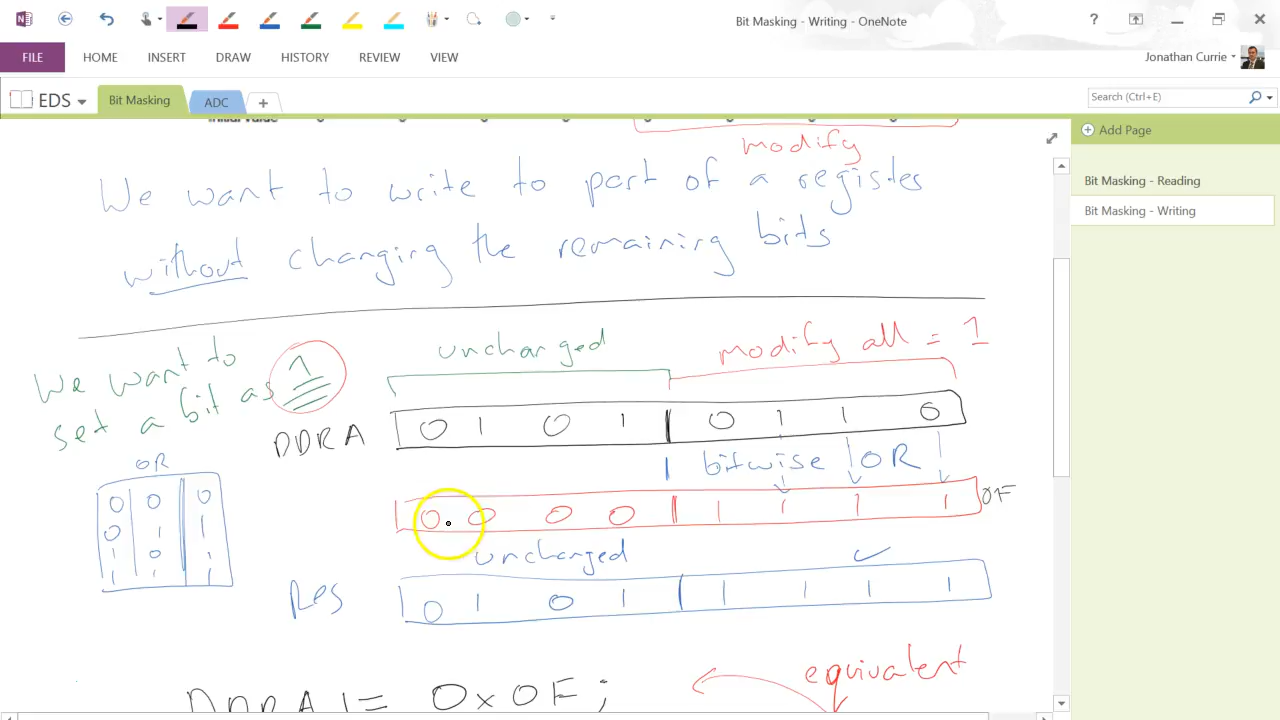 Bit Masking - Writing - OneNote
?
FILE HOME INSERT DRAW HISTORY REVIEW VIEW
Jonathan Currie
EDS Bit Masking ADC +
Search (Ctrl+E)
Add Page
Bit Masking - Reading
Bit Masking - Writing
Initial Value
modify
We want to write to part of a register
without changing the remaining bits
We want to
set a bit as 1
unchanged modify all = 1
DDRA 0 1 0 1 0 1 1 0
bitwise OR
0 0 0 0 1 1 1 1 0F
unchanged
Res 0 1 0 1 1 1 1 1
OR
0 0 0
0 1 1
1 0 1
1 1 1
equivalent
DDRA |= 0x0F;